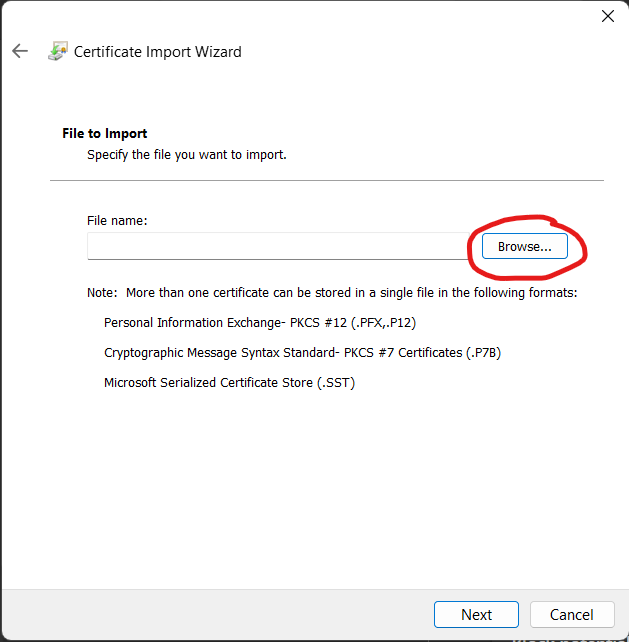 Certificate Import Wizard
File to Import
Specify the file you want to import.
File name:
Browse...
Note:  More than one certificate can be stored in a single file in the following formats:
Personal Information Exchange- PKCS #12 (.PFX,.P12)
Cryptographic Message Syntax Standard- PKCS #7 Certificates (.P7B)
Microsoft Serialized Certificate Store (.SST)
Next
Cancel